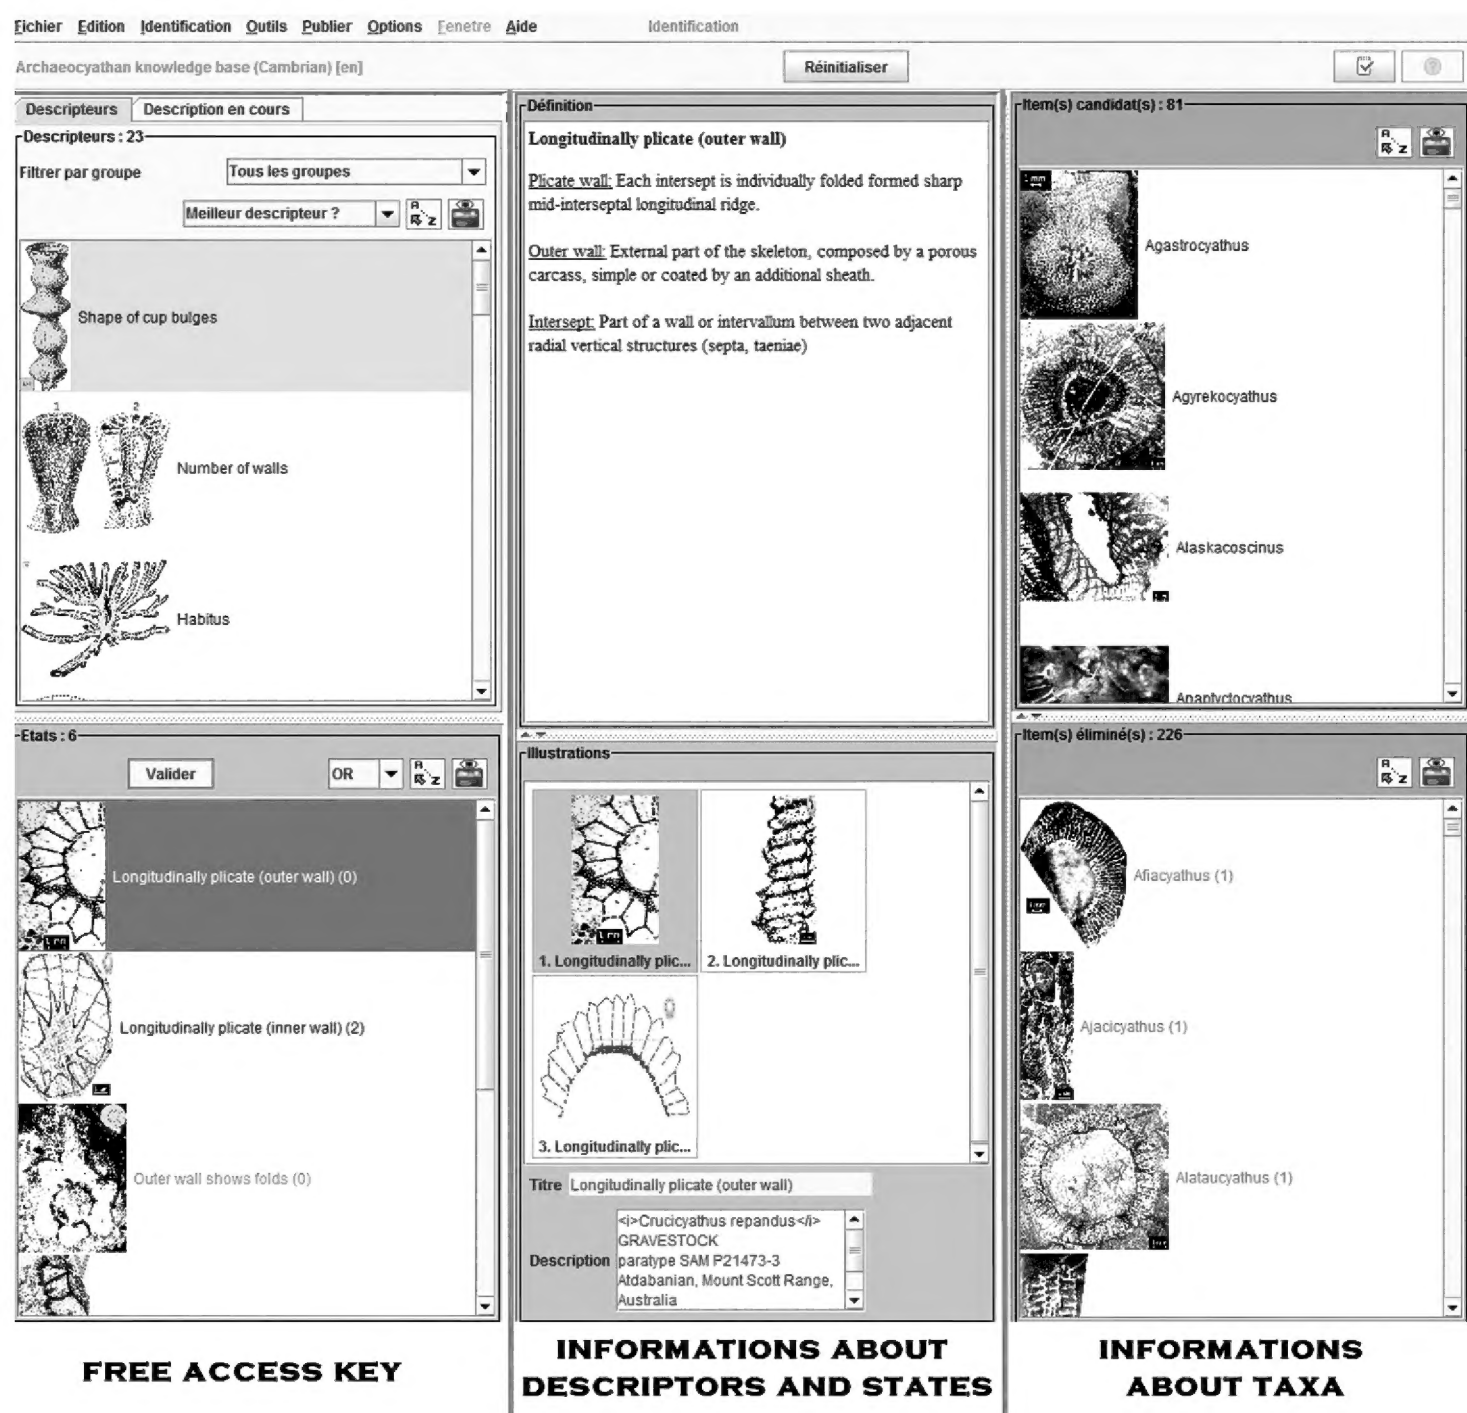 Fichier Edition Identification Outils Publier Options Fenetre Aide Identification
Archaeocyathan knowledge base (Cambrian) [en]
Réinitialiser
Descripteurs
Description en cours
Descripteurs : 23
Filtrer par groupe
Tous les groupes
Meilleur descripteur ?
Shape of cup bulges
1 2
Number of walls
Habitus
Etats : 6
Valider
OR
Longitudinally plicate (outer wall) (0)
Longitudinally plicate (inner wall) (2)
Outer wall shows folds (0)
FREE ACCESS KEY
Définition
Longitudinally plicate (outer wall)
Plicate wall: Each intersept is individually folded formed sharp
mid-interseptal longitudinal ridge.
Outer wall: External part of the skeleton, composed by a porous
carcass, simple or coated by an additional sheath.
Intersept: Part of a wall or intervallum between two adjacent
radial vertical structures (septa, taeniae)
Illustrations
1. Longitudinally plic...
2. Longitudinally plic...
3. Longitudinally plic...
Titre Longitudinally plicate (outer wall)
Description
<i>Crucicyathus repandus</i>
GRAVESTOCK
paratype SAM P21473-3
Atdabanian, Mount Scott Range,
Australia
INFORMATIONS ABOUT
DESCRIPTORS AND STATES
Item(s) candidat(s) : 81
1 mm
Agastrocyathus
Agyrekocyathus
Alaskacoscinus
Anaptyctocyathus
Item(s) éliminé(s) : 226
Afiacyathus (1)
Ajacicyathus (1)
Alataucyathus (1)
INFORMATIONS
ABOUT TAXA